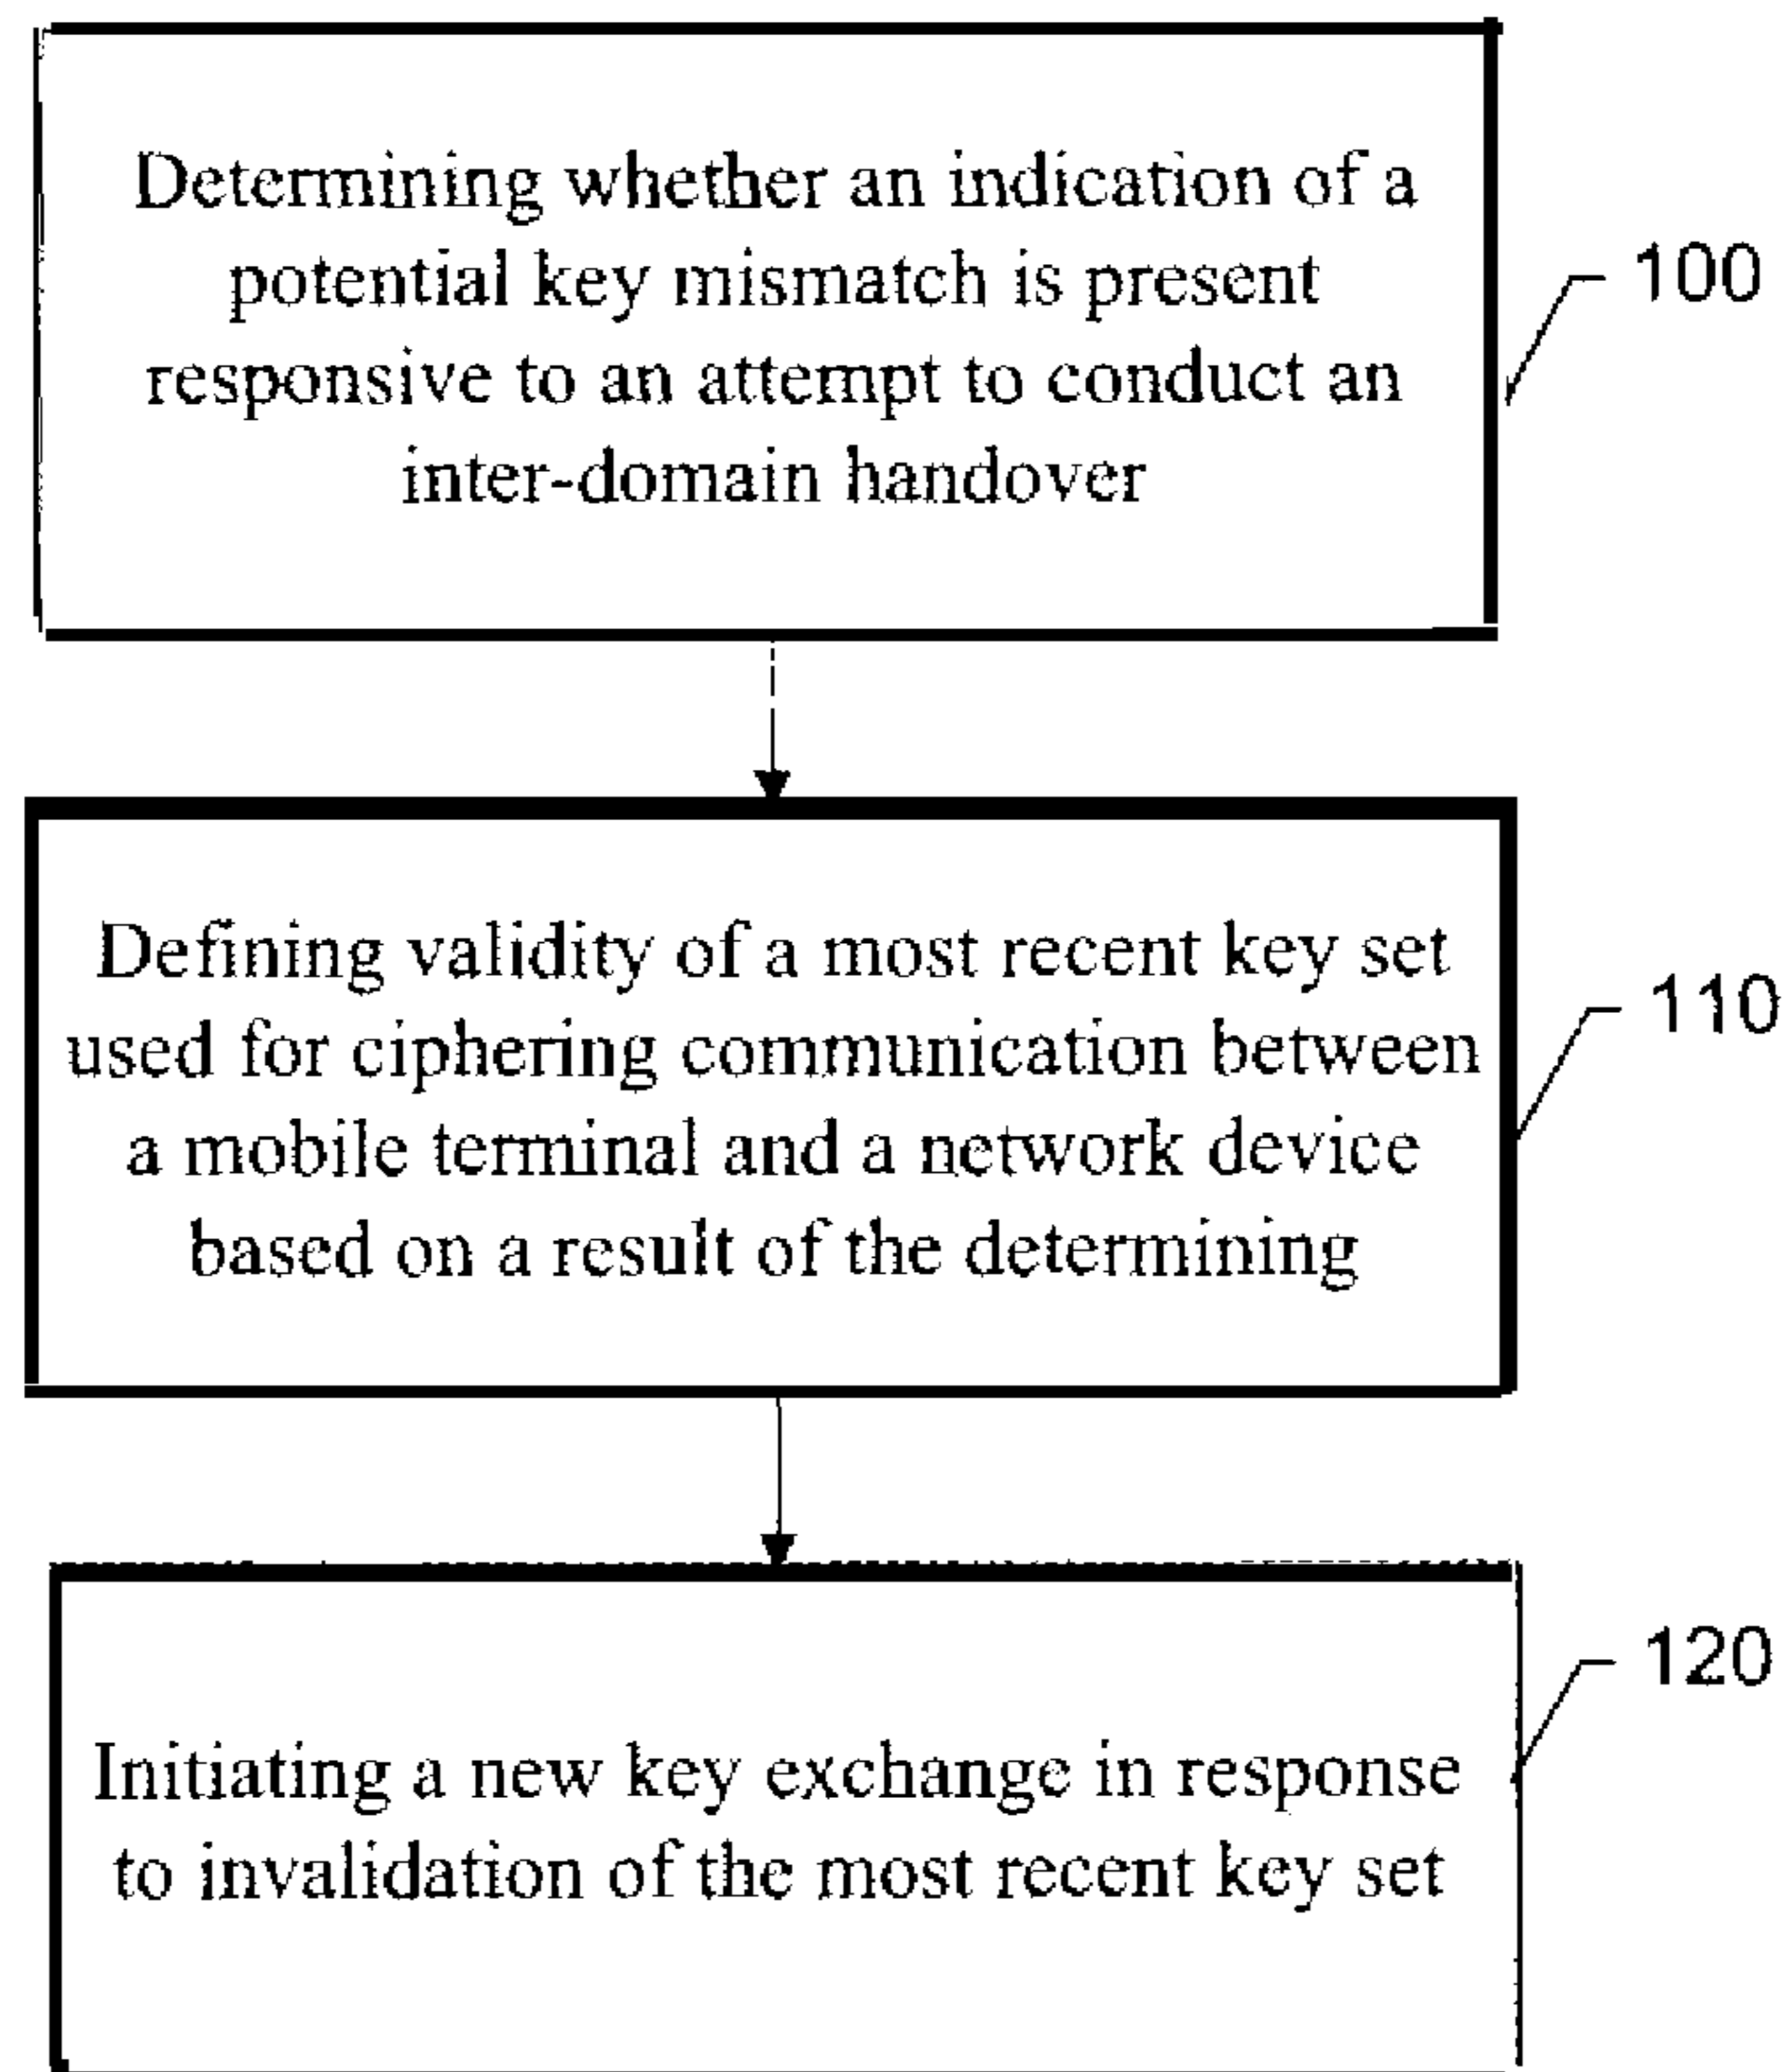 Determining whether an indication of a
potential key mismatch is present
responsive to an attempt to conduct an
inter-domain handover
100
Defining validity of a most recent key set
used for ciphering communication between
a mobile terminal and a network device
based on a result of the determining
110
Initiating a new key exchange in response
to invalidation of the most recent key set
120